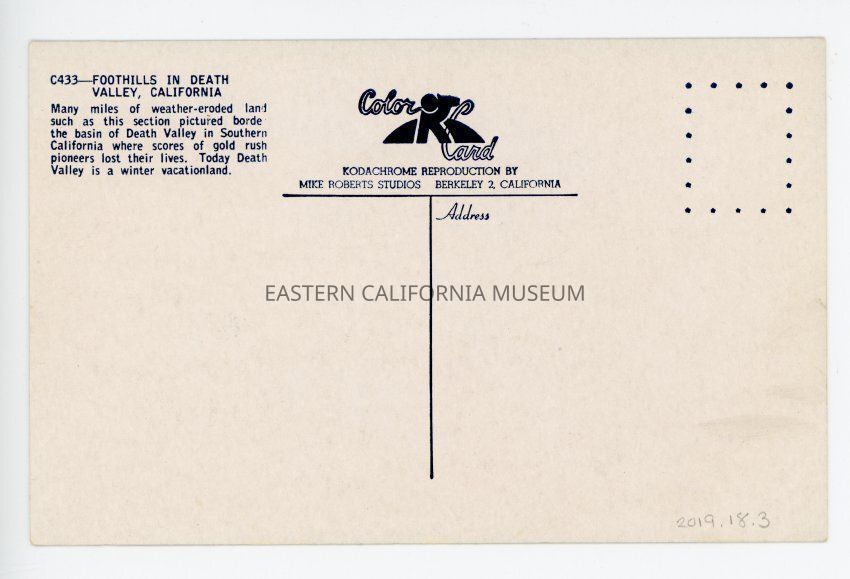 C433—FOOTHILLS IN DEATH
VALLEY, CALIFORNIA
Many miles of weather-eroded land
such as this section pictured borde
the basin of Death Valley in Southern
California where scores of gold rush
pioneers lost their lives. Today Death
Valley is a winter vacationland.
Color
Card
KODACHROME REPRODUCTION BY
MIKE ROBERTS STUDIOS BERKELEY 2, CALIFORNIA
Address
EASTERN CALIFORNIA MUSEUM
2019.18.3